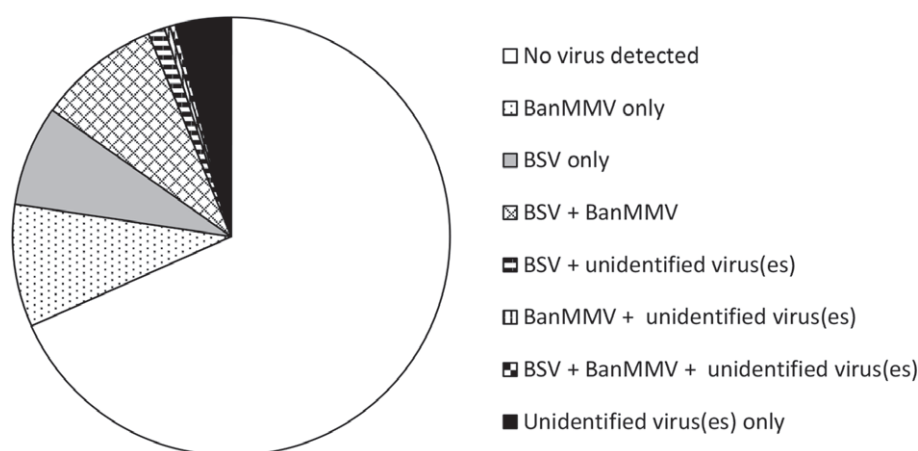 No virus detected
BanMMV only
BSV only
BSV + BanMMV
BSV + unidentified virus(es)
BanMMV + unidentified virus(es)
BSV + BanMMV + unidentified virus(es)
Unidentified virus(es) only